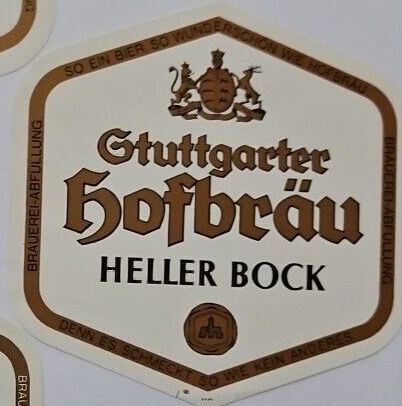 SO EIN BIER SO WUNDERSCHÖN WIE HOFBRÄU
BRAUEREI-ABFÜLLUNG
BRAUEREI-ABFÜLLUNG
Stuttgarter
Hofbräu
HELLER BOCK
DENN ES SCHMECKT SO WIE KEIN ANDERES
BRAU